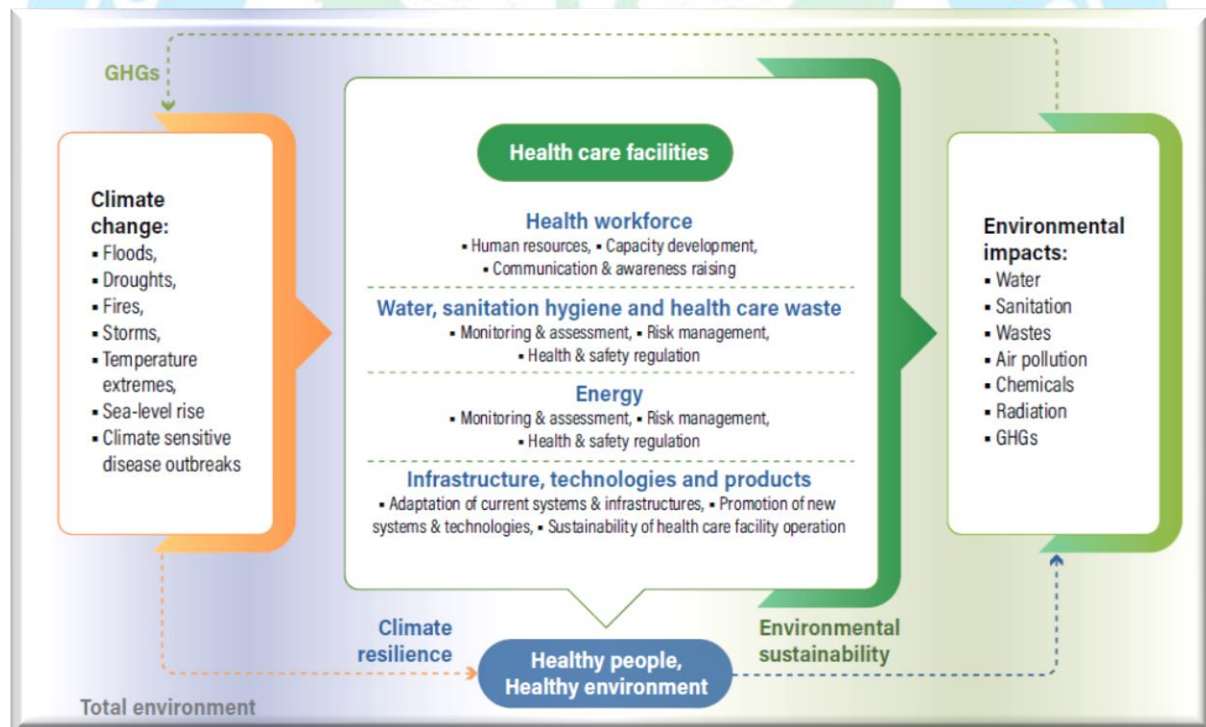 GHGs
Climate
change:
▪ Floods,
▪ Droughts,
▪ Fires,
▪ Storms,
▪ Temperature
extremes,
▪ Sea-level rise
▪ Climate sensitive
disease outbreaks
Health care facilities
Health workforce
▪ Human resources, ▪ Capacity development,
▪ Communication & awareness raising
Water, sanitation hygiene and health care waste
▪ Monitoring & assessment, ▪ Risk management,
▪ Health & safety regulation
Energy
▪ Monitoring & assessment, ▪ Risk management,
▪ Health & safety regulation
Infrastructure, technologies and products
▪ Adaptation of current systems & infrastructures, ▪ Promotion of new
systems & technologies, ▪ Sustainability of health care facility operation
Environmental
impacts:
▪ Water
▪ Sanitation
▪ Wastes
▪ Air pollution
▪ Chemicals
▪ Radiation
▪ GHGs
Climate
resilience
Healthy people,
Healthy environment
Environmental
sustainability
Total environment